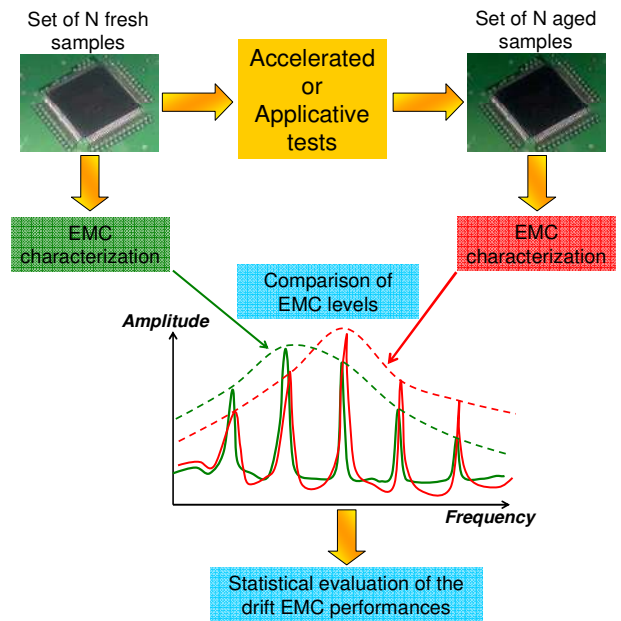 Set of N fresh
samples
Accelerated
or
Applicative
tests
Set of N aged
samples
EMC
characterization
EMC
characterization
Comparison of
EMC levels
Amplitude
Frequency
Statistical evaluation of the
drift EMC performances